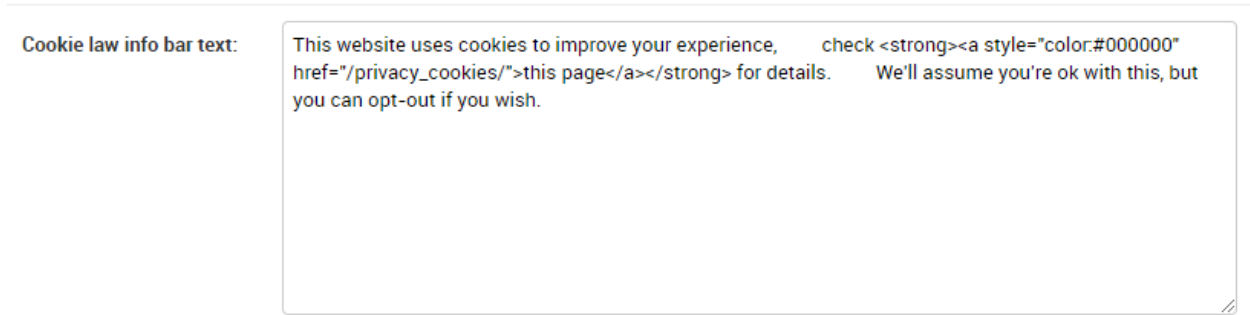 Cookie law info bar text:
This website uses cookies to improve your experience,       check <strong><a style="color:#000000"
href="/privacy_cookies/">this page</a></strong> for details.       We'll assume you're ok with this, but
you can opt-out if you wish.